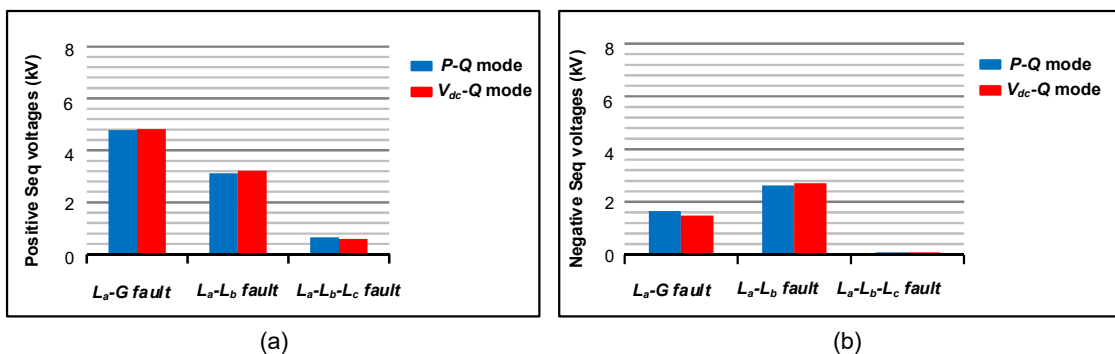 Positive Seq voltages (kV)
8
6
4
2
0
P-Q mode
Vdc-Q mode
La-G fault
La-Lb fault
La-Lb-Lc fault
(a)
Negative Seq voltages (kV)
8
6
4
2
0
P-Q mode
Vdc-Q mode
La-G fault
La-Lb fault
La-Lb-Lc fault
(b)